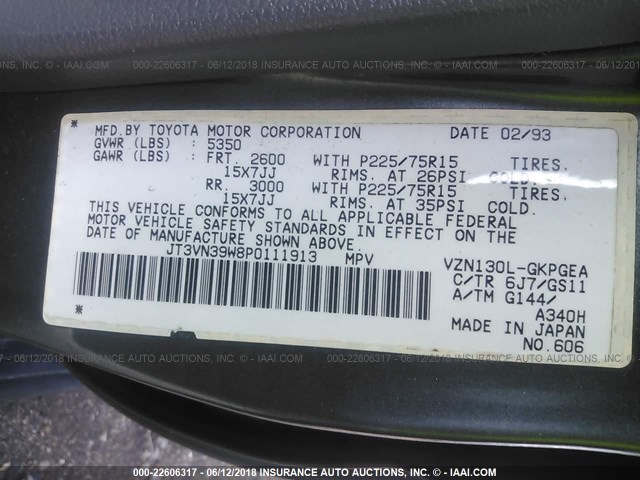 000-22606317 - 06/12/2018 INSURANCE AUTO AUCTIONS, INC. - © IAAI.COM
MFD. BY TOYOTA MOTOR CORPORATION DATE 02/93
GVWR (LBS) : 5350
GAWR (LBS) : FRT. 2600 WITH P225/75R15 TIRES.
15X7JJ RIMS. AT 26PSI COLD.
RR. 3000 WITH P225/75R15 TIRES.
15X7JJ RIMS. AT 35PSI COLD.
THIS VEHICLE CONFORMS TO ALL APPLICABLE FEDERAL
MOTOR VEHICLE SAFETY STANDARDS IN EFFECT ON THE
DATE OF MANUFACTURE SHOWN ABOVE.
JT3VN39W8P0111913 MPV VZN130L-GKPGEA
C/TR 6J7/GS11
A/TM G144/
A340H
MADE IN JAPAN
NO.606
000-22606317 - 06/12/2018 INSURANCE AUTO AUCTIONS, INC. - © IAAI.COM